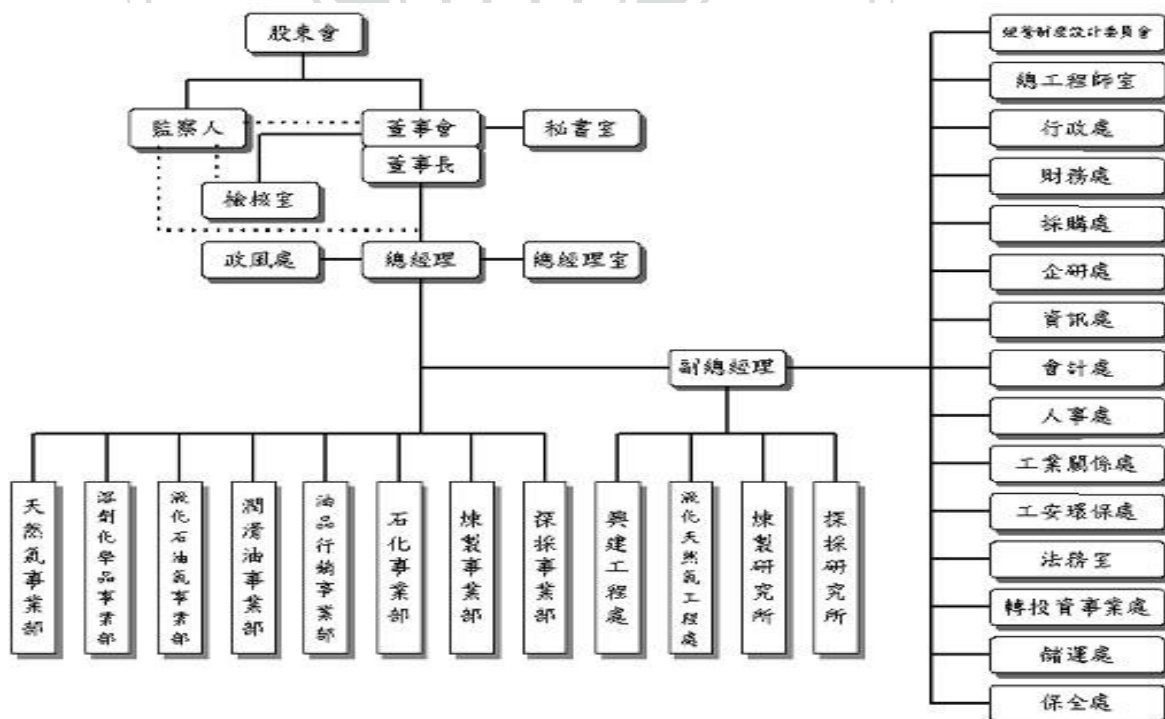 股東會
監察人
董事會
秘書室
董事長
檢核室
政風處
總經理
總經理室
副總經理
經營制度設計委員會
總工程師室
行政處
財務處
採購處
企研處
資訊處
會計處
人事處
工業關係處
工安環保處
法務室
轉投資事業處
儲運處
保全處
天然氣事業部
溶劑化學品事業部
液化石油氣事業部
潤滑油事業部
油品行銷事業部
石化事業部
煉製事業部
探採事業部
興建工程處
液化天然氣工程處
煉製研究所
探採研究所